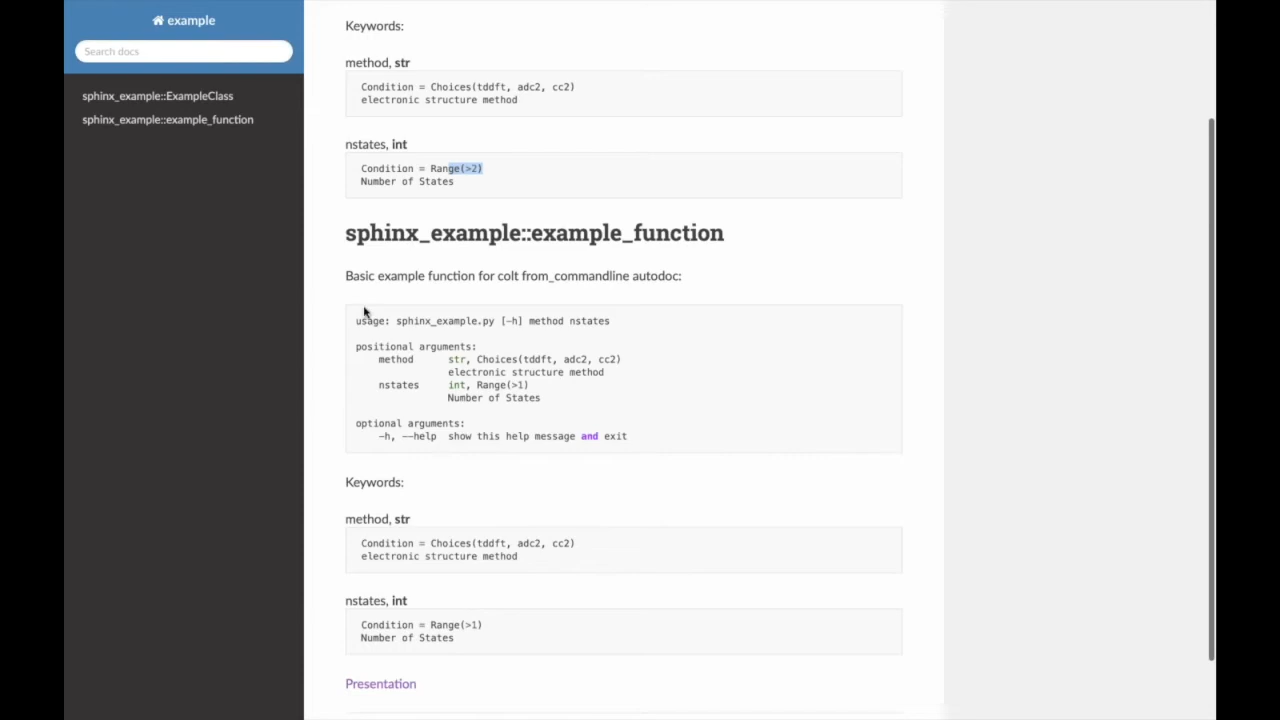 example
Search docs
sphinx_example::ExampleClass
sphinx_example::example_function
Keywords:
method, str
Condition = Choices(tddft, adc2, cc2)
electronic structure method
nstates, int
Condition = Range(>2)
Number of States
sphinx_example::example_function
Basic example function for colt from_commandline autodoc:
usage: sphinx_example.py [-h] method nstates
positional arguments:
method str, Choices(tddft, adc2, cc2)
electronic structure method
nstates int, Range(>1)
Number of States
optional arguments:
-h, --help show this help message and exit
Keywords:
method, str
Condition = Choices(tddft, adc2, cc2)
electronic structure method
nstates, int
Condition = Range(>1)
Number of States
Presentation